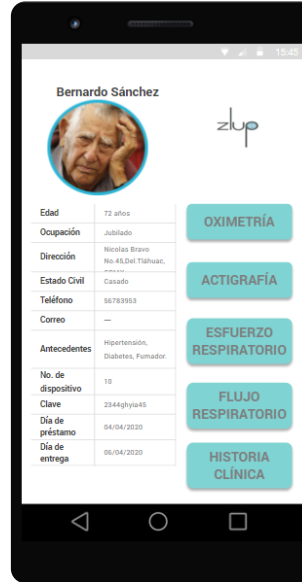 15:45
Bernardo Sánchez
zlup
Edad 72 años
Ocupación Jubilado
Dirección Nicolas Bravo
No.45,Del.Tláhuac,
Estado Civil Casado
Teléfono 56783953
Correo —
Antecedentes Hipertensión,
Diabetes, Fumador.
No. de
dispositivo 10
Clave 2344ghyia45
Día de
préstamo 04/04/2020
Día de
entrega 06/04/2020
OXIMETRÍA
ACTIGRAFÍA
ESFUERZO
RESPIRATORIO
FLUJO
RESPIRATORIO
HISTORIA
CLÍNICA